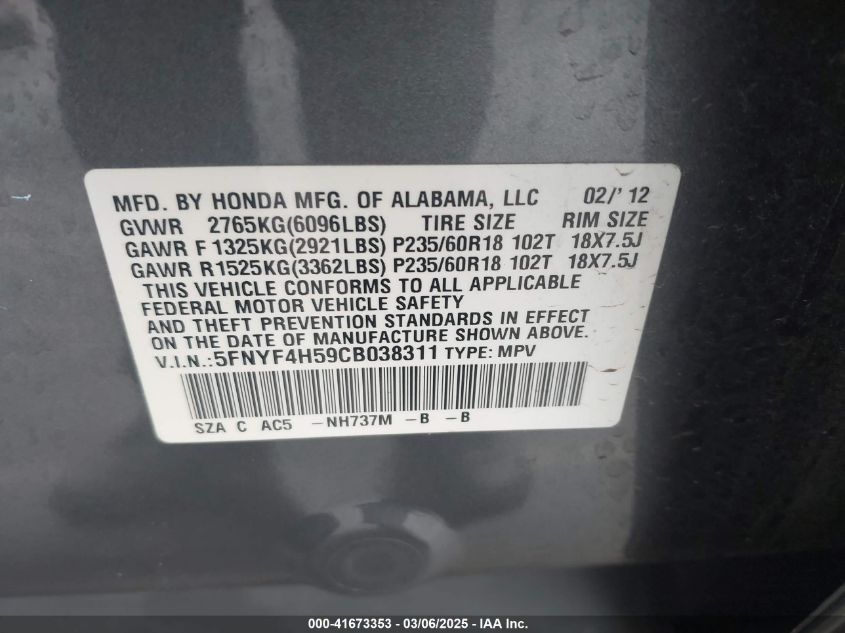 MFD. BY HONDA MFG. OF ALABAMA, LLC 02/' 12
GVWR 2765KG(6096LBS) TIRE SIZE RIM SIZE
GAWR F 1325KG(2921LBS) P235/60R18 102T 18X7.5J
GAWR R1525KG(3362LBS) P235/60R18 102T 18X7.5J
THIS VEHICLE CONFORMS TO ALL APPLICABLE
FEDERAL MOTOR VEHICLE SAFETY
AND THEFT PREVENTION STANDARDS IN EFFECT
ON THE DATE OF MANUFACTURE SHOWN ABOVE.
V.I.N.:5FNYF4H59CB038311 TYPE: MPV
SZA C AC5 -NH737M -B -B
000-41673353 - 03/06/2025 - IAA Inc.